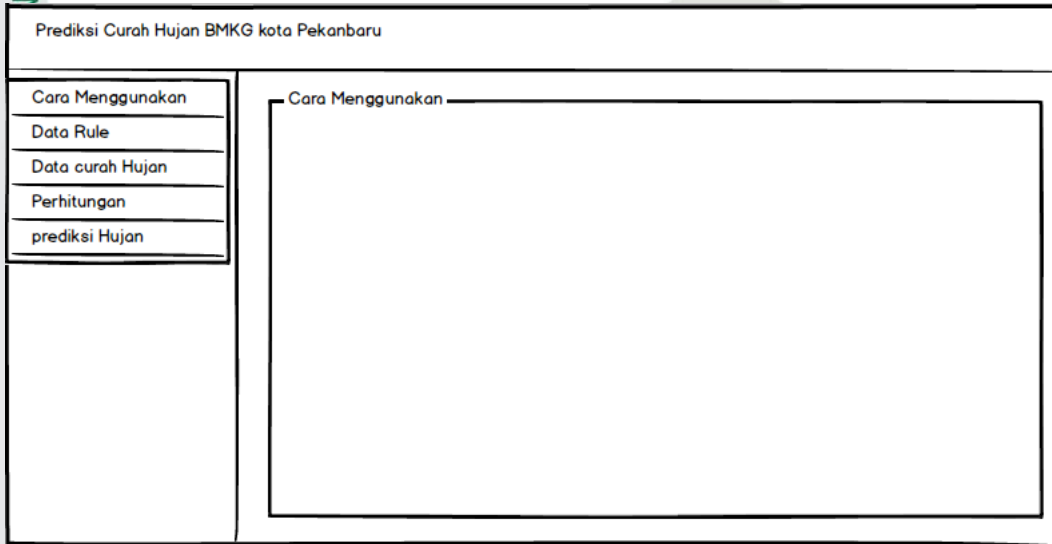 Prediksi Curah Hujan BMKG kota Pekanbaru
Cara Menggunakan
Data Rule
Data curah Hujan
Perhitungan
prediksi Hujan
Cara Menggunakan